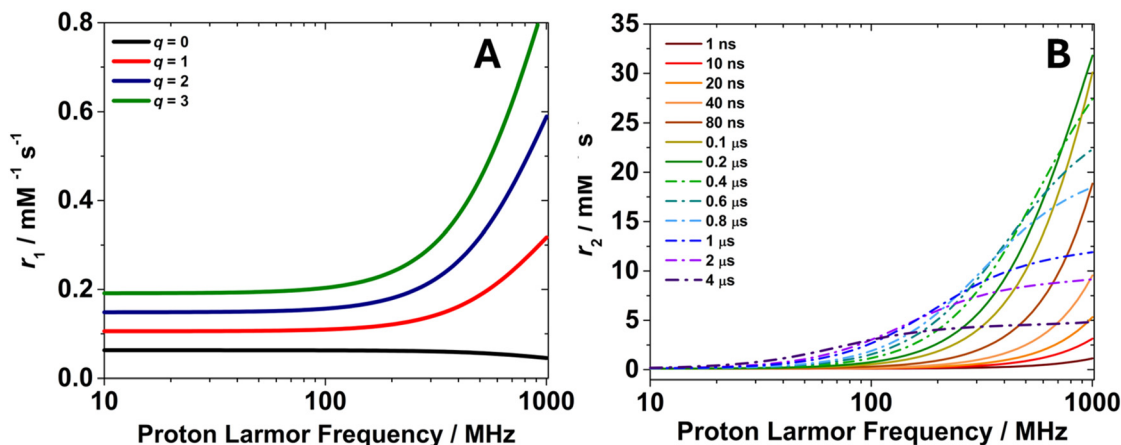 A
r₁ / mM⁻¹ s⁻¹
0.8
0.6
0.4
0.2
0.0
q = 0
q = 1
q = 2
q = 3
10
100
1000
Proton Larmor Frequency / MHz
B
r₂ / mM s
35
30
25
20
15
10
5
0
1 ns
10 ns
20 ns
40 ns
80 ns
0.1 μs
0.2 μs
0.4 μs
0.6 μs
0.8 μs
1 μs
2 μs
4 μs
10
100
1000
Proton Larmor Frequency / MHz